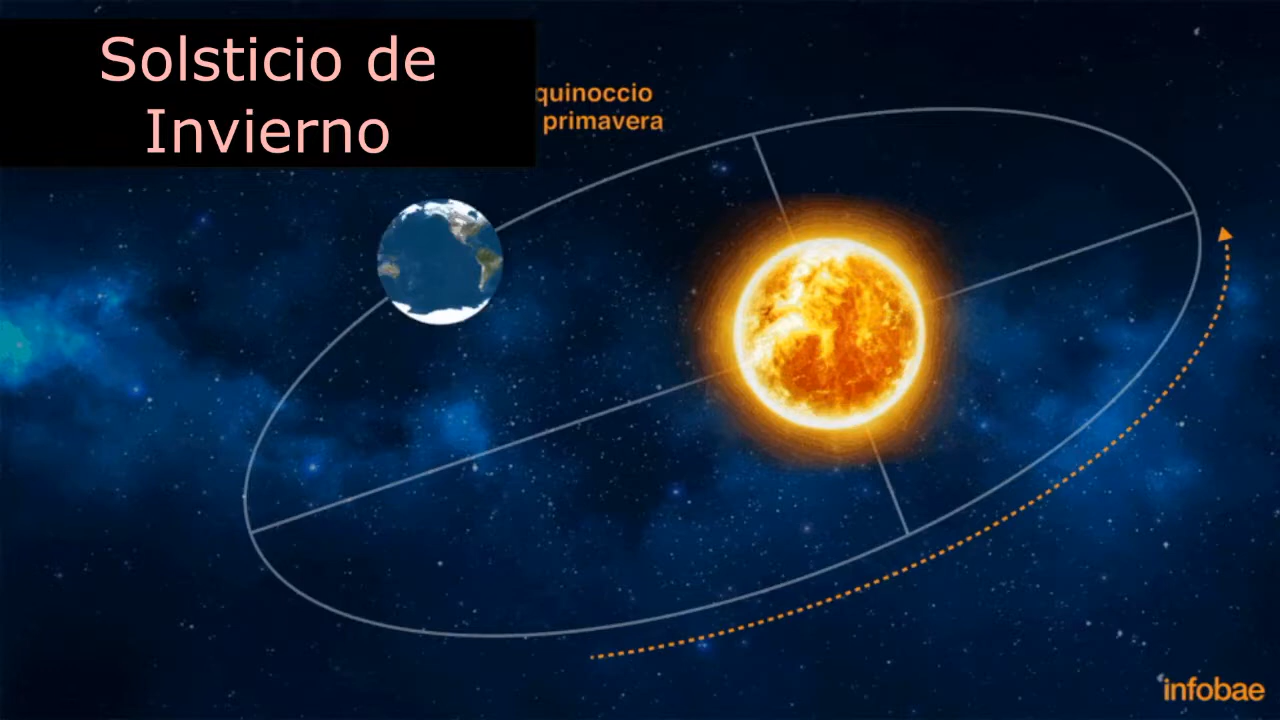 Solsticio de
Invierno
quinoccio
primavera
infobae